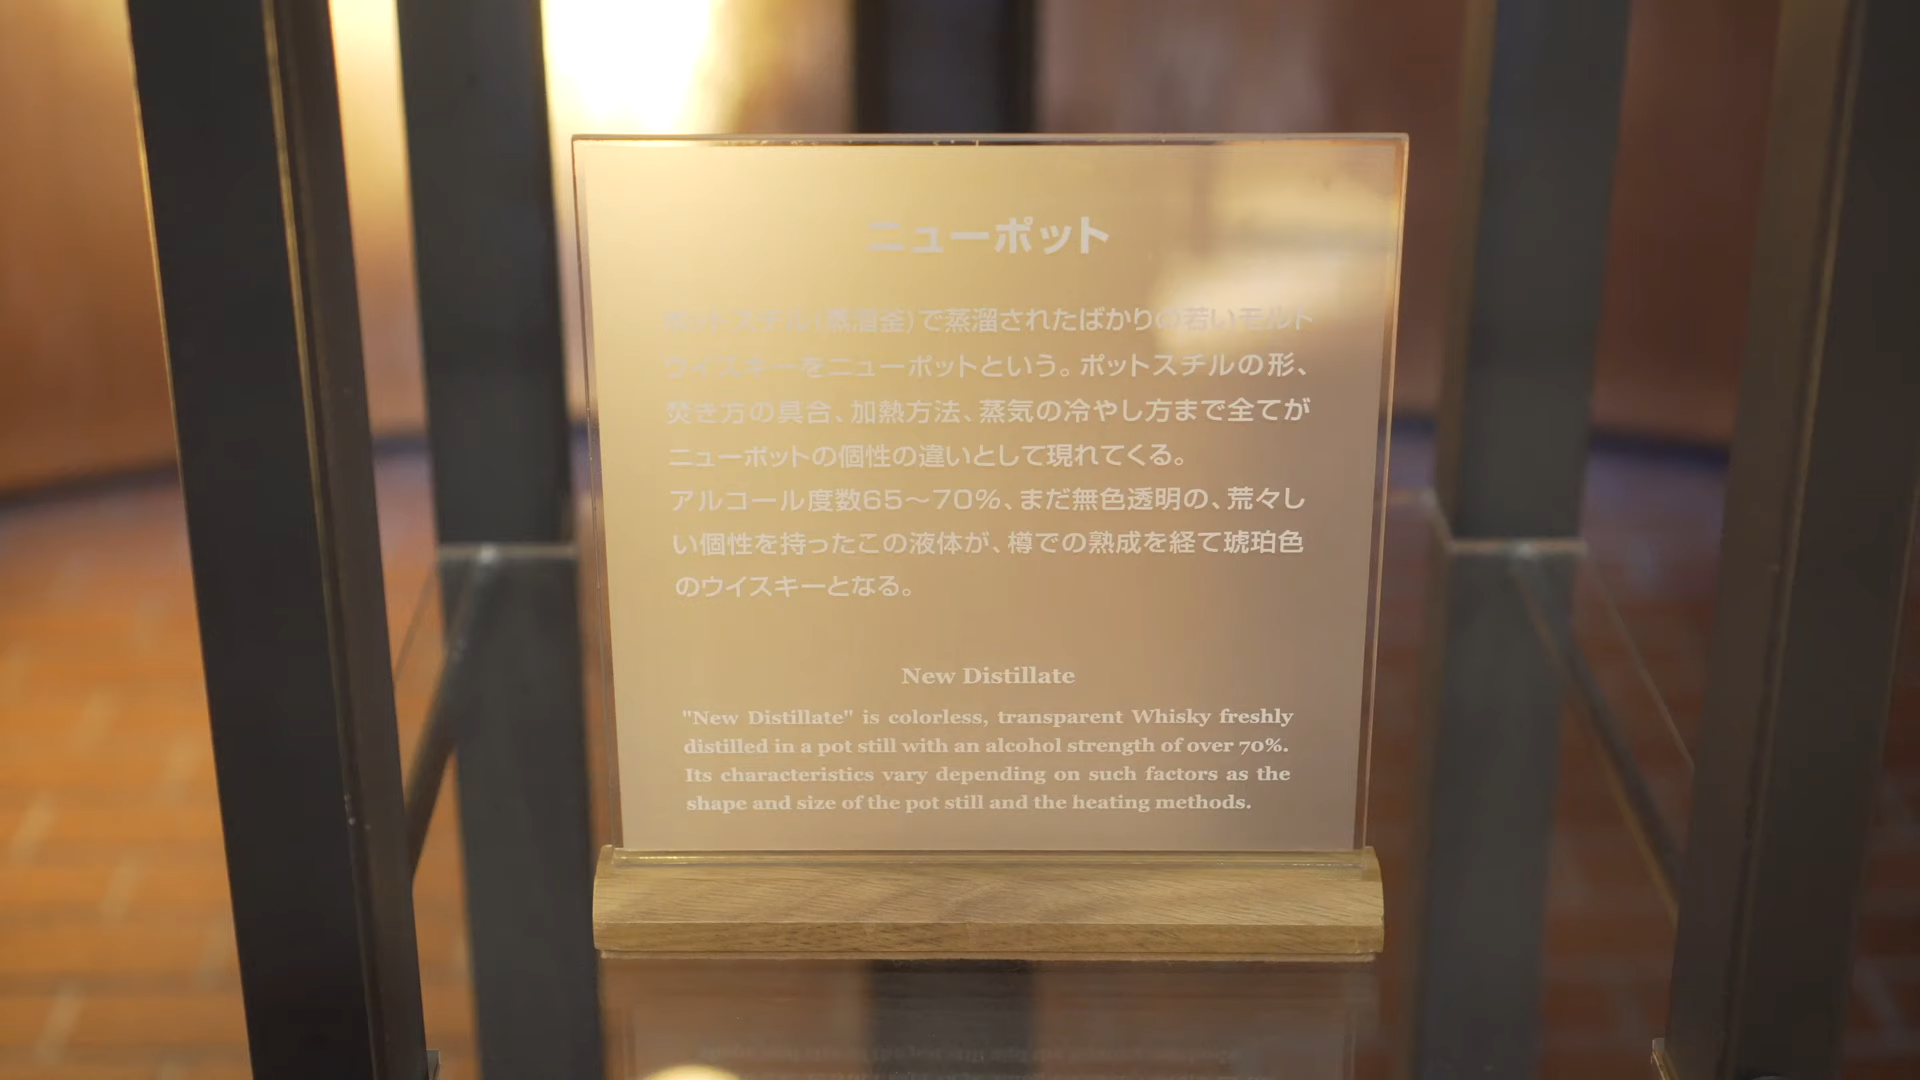 ニューポット
ポットスチル(蒸溜釜)で蒸溜されたばかりの若いモルト
ウイスキーをニューポットという。ポットスチルの形、
焚き方の具合、加熱方法、蒸気の冷やし方まで全てが
ニューポットの個性の違いとして現れてくる。
アルコール度数65〜70%、まだ無色透明の、荒々し
い個性を持ったこの液体が、樽での熟成を経て琥珀色
のウイスキーとなる。
New Distillate
"New Distillate" is colorless, transparent Whisky freshly
distilled in a pot still with an alcohol strength of over 70%.
Its characteristics vary depending on such factors as the
shape and size of the pot still and the heating methods.